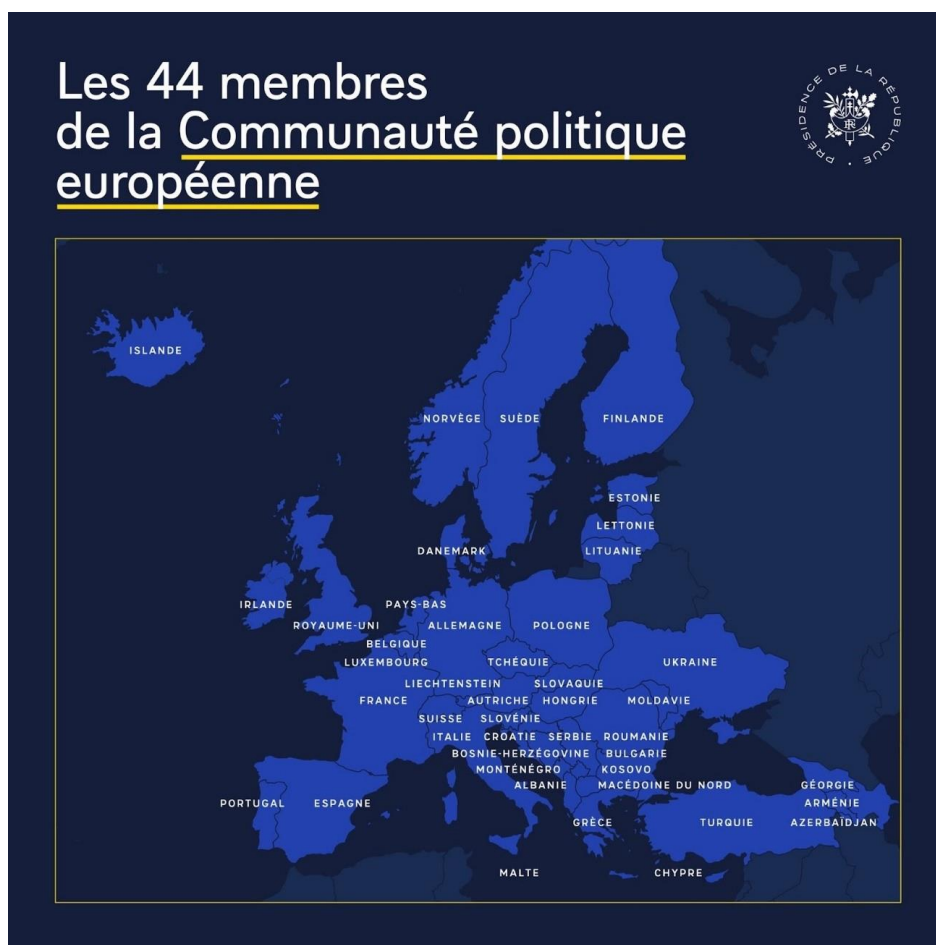 Les 44 membres
de la Communauté politique
européenne
PRÉSIDENCE DE LA RÉPUBLIQUE
ISLANDE
NORVÈGE SUÈDE FINLANDE
ESTONIE
LETTONIE
DANEMARK LITUANIE
IRLANDE PAYS-BAS
ROYAUME-UNI ALLEMAGNE POLOGNE
BELGIQUE
LUXEMBOURG TCHÉQUIE UKRAINE
LIECHTENSTEIN SLOVAQUIE
FRANCE AUTRICHE HONGRIE MOLDAVIE
SUISSE SLOVÉNIE
ITALIE CROATIE SERBIE ROUMANIE
BOSNIE-HERZÉGOVINE BULGARIE
MONTÉNÉGRO KOSOVO
ALBANIE MACÉDOINE DU NORD GÉORGIE
PORTUGAL ESPAGNE ARMÉNIE
GRÈCE TURQUIE AZERBAÏDJAN
MALTE CHYPRE